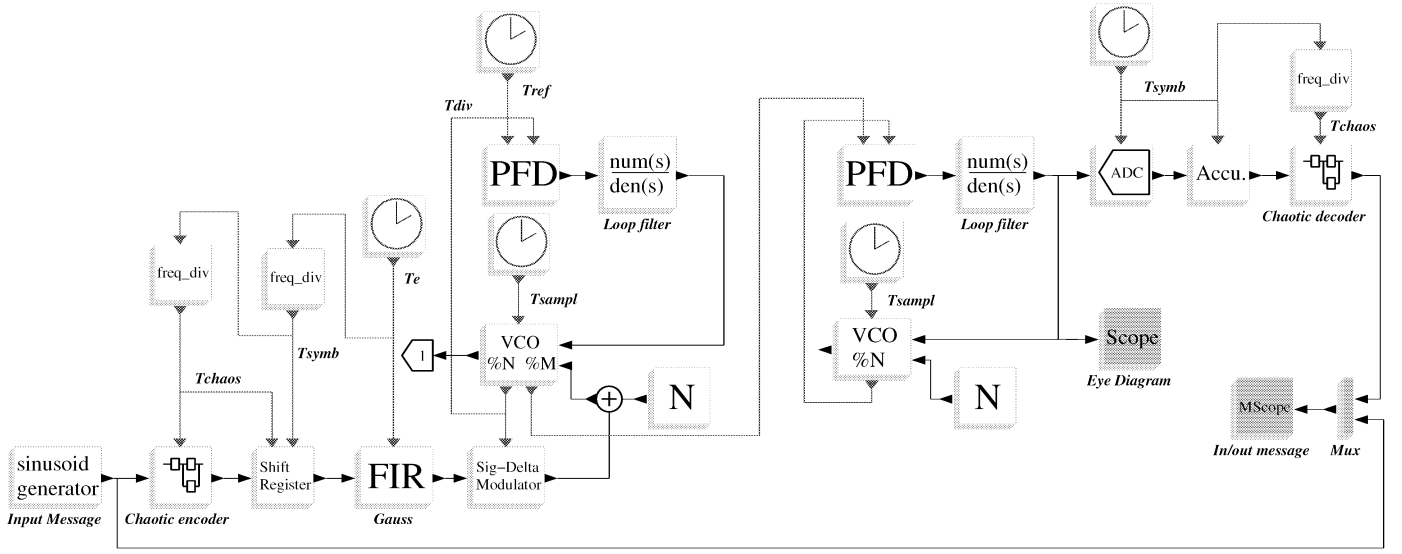 Tref
Tdiv
PFD
num(s)
den(s)
Loop filter
Tsampl
VCO
%N %M
1
N
+
Te
freq_div
freq_div
Tsymb
Tchaos
sinusoid
generator
Input Message
Chaotic encoder
Shift
Register
FIR
Gauss
Sig-Delta
Modulator
PFD
num(s)
den(s)
Loop filter
Tsampl
VCO
%N
N
Tsymb
freq_div
Tchaos
ADC
Accu.
Chaotic decoder
Scope
Eye Diagram
MScope
In/out message
Mux